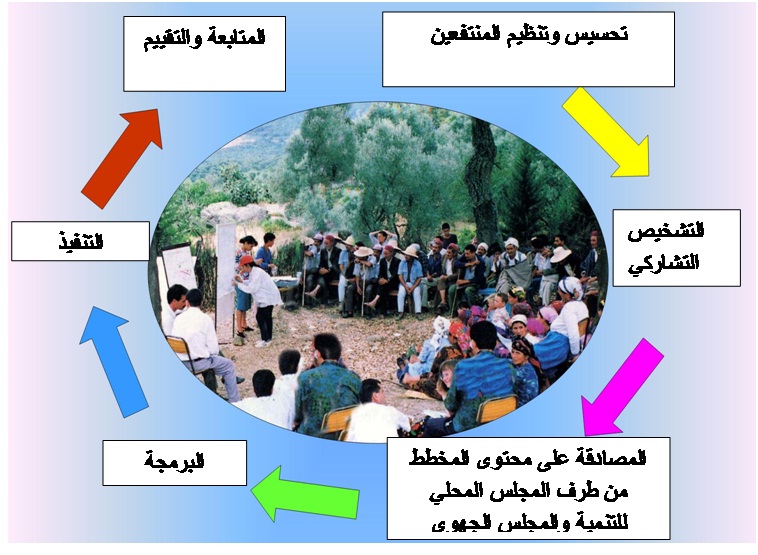 تحسيس وتنظيم المنتفعين
التشخيص
التشاركي
المصادقة على محتوى المخطط
من طرف المجلس المحلي
للتنمية والمجلس الجهوي
البرمجة
التنفيذ
المتابعة والتقييم